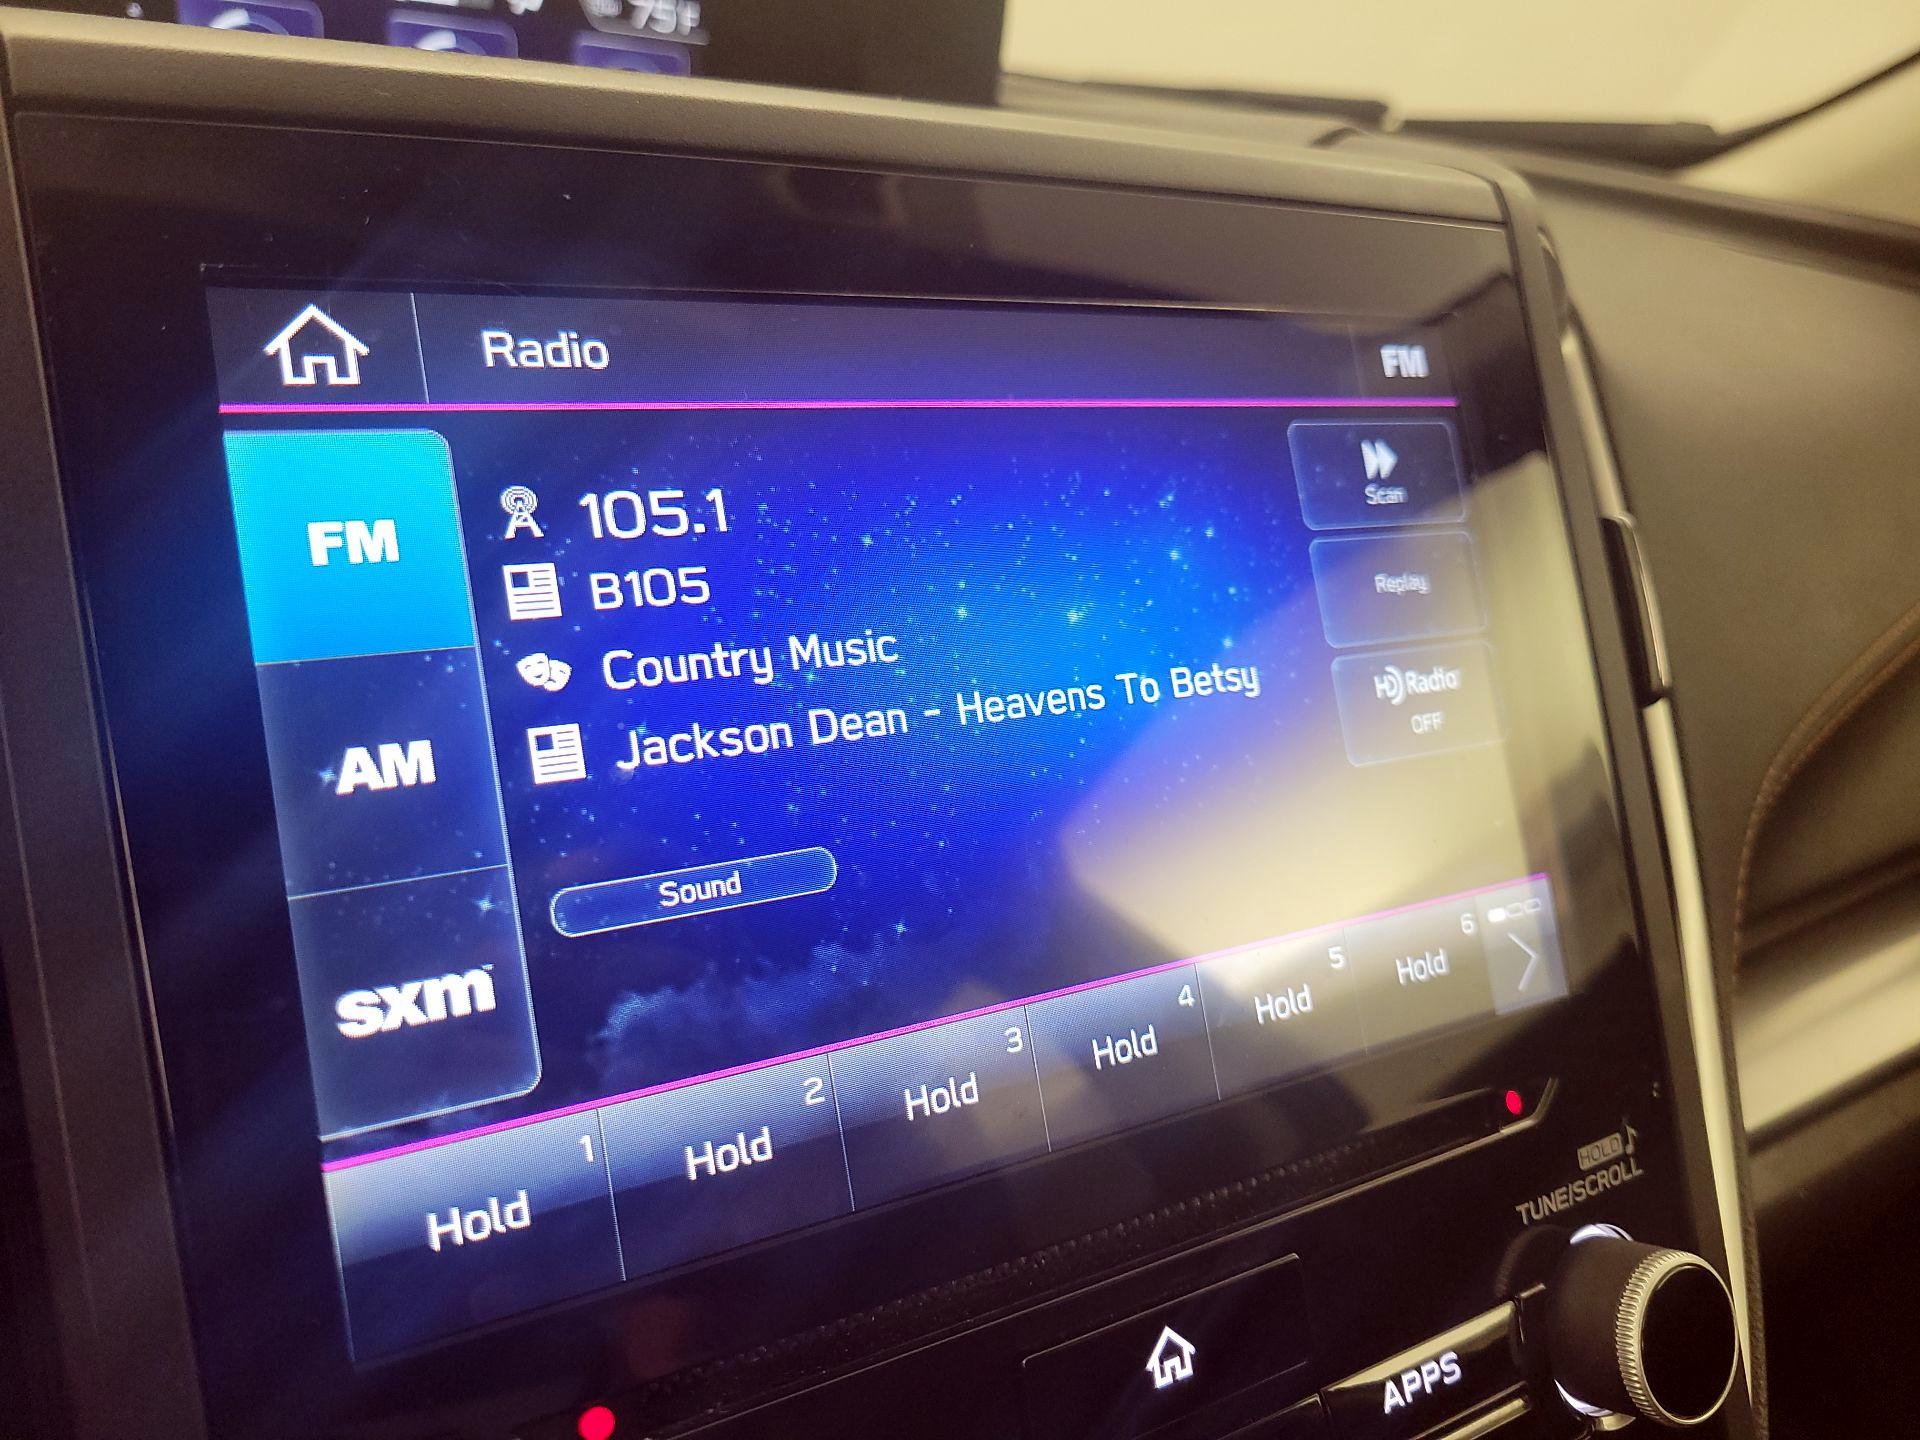 75°F
Radio
FM
FM
AM
sxm
105.1
B105
Country Music
Jackson Dean - Heavens To Betsy
Sound
Scan
Replay
HD Radio
OFF
1
Hold
2
Hold
3
Hold
4
Hold
5
Hold
6
Hold
HOLD
TUNE/SCROLL
APPS